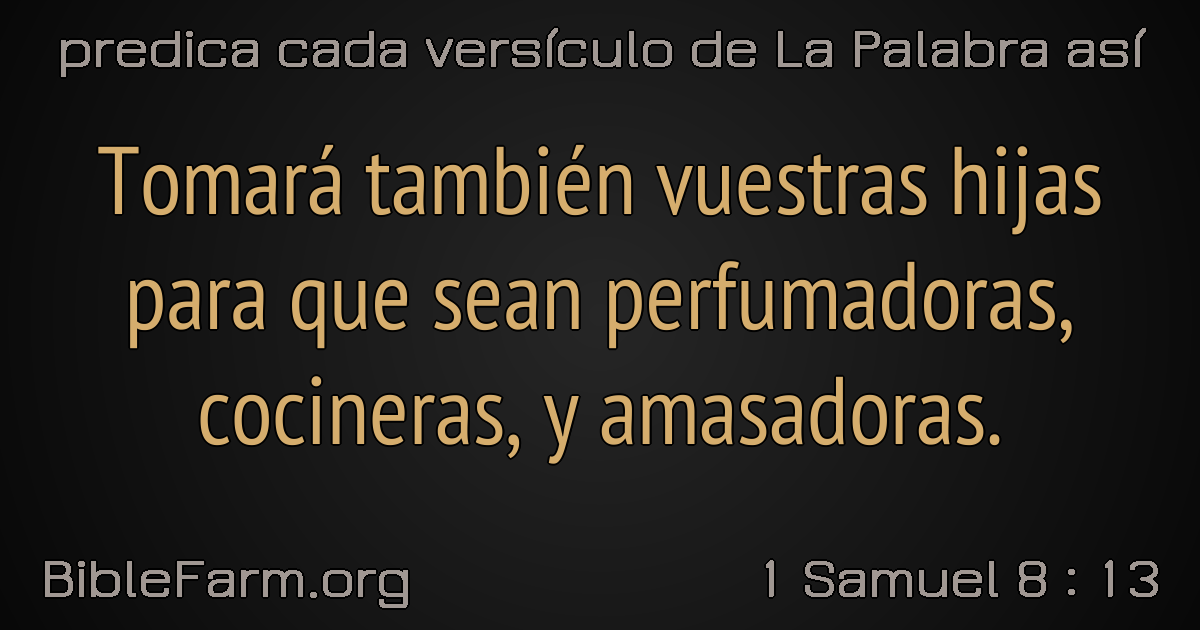 predica cada versículo de La Palabra así
Tomará también vuestras hijas
para que sean perfumadoras,
cocineras, y amasadoras.
BibleFarm.org
1 Samuel 8 : 13